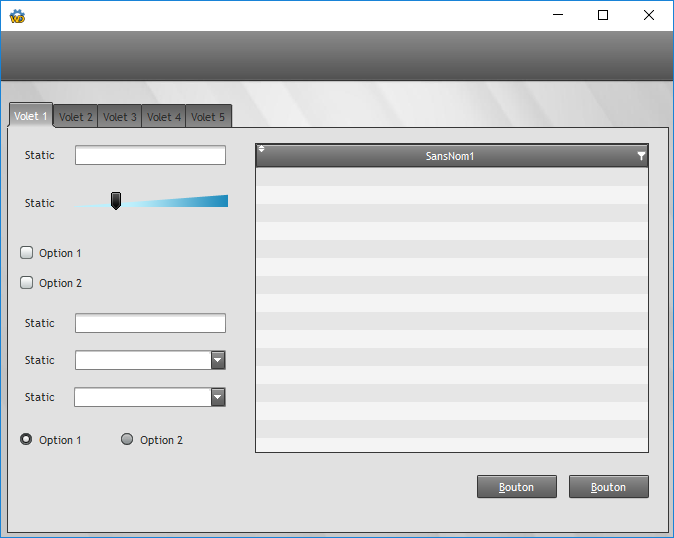 Volet 1 Volet 2 Volet 3 Volet 4 Volet 5
Static
SansNom1
Static
Option 1
Option 2
Static
Static
Static
Option 1 Option 2
Bouton Bouton